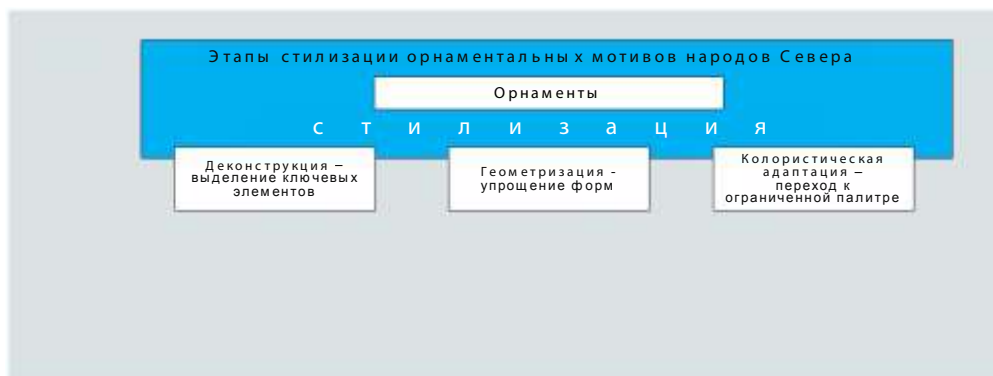 Этапы стилизации орнаментальных мотивов народов Севера
Орнаменты
стилизация
Деконструкция –
выделение ключевых
элементов
Геометризация -
упрощение форм
Колористическая
адаптация –
переход к
ограниченной палитре